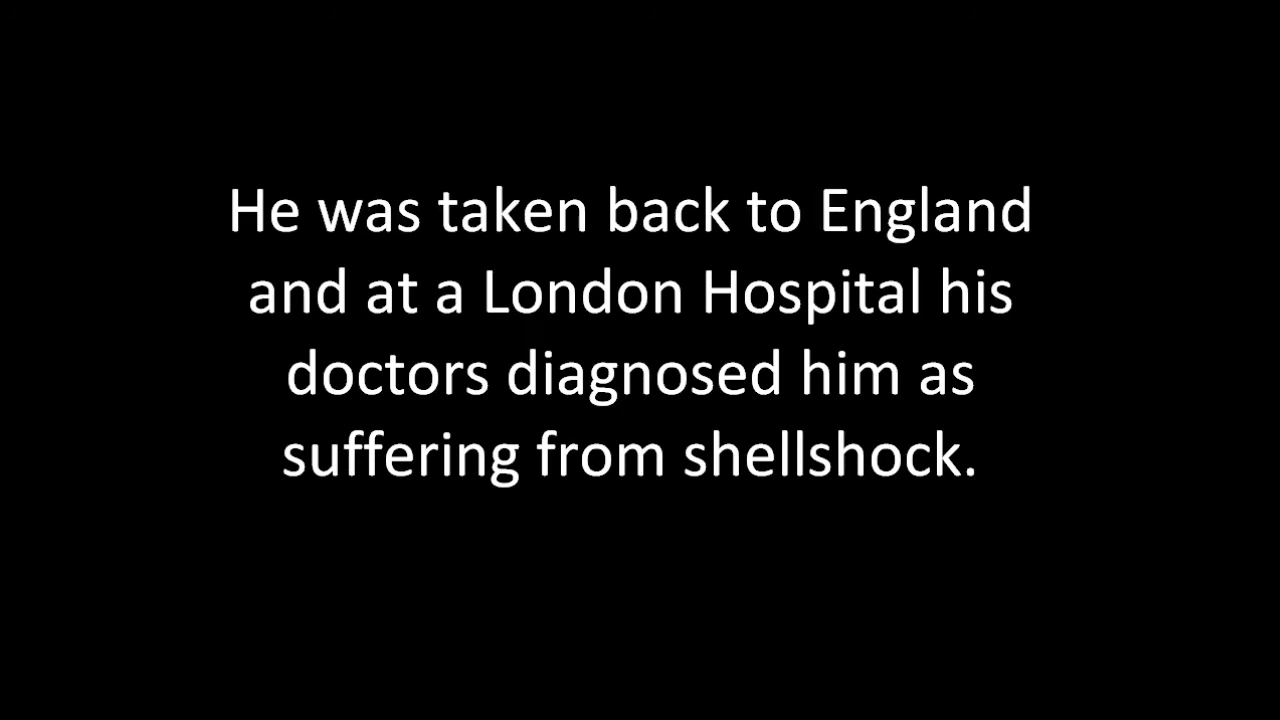 He was taken back to England
and at a London Hospital his
doctors diagnosed him as
suffering from shellshock.